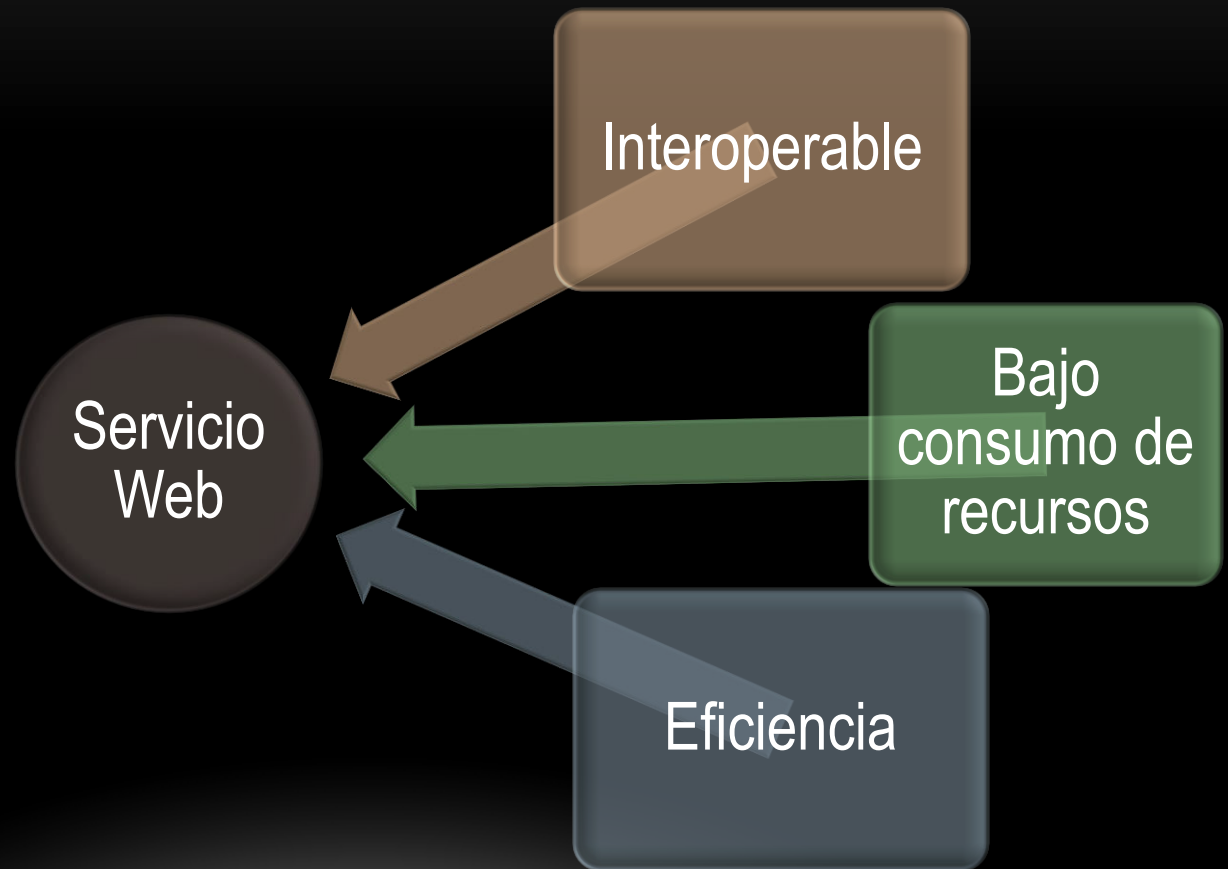 Interoperable
Servicio
Web
Bajo
consumo de
recursos
Eficiencia